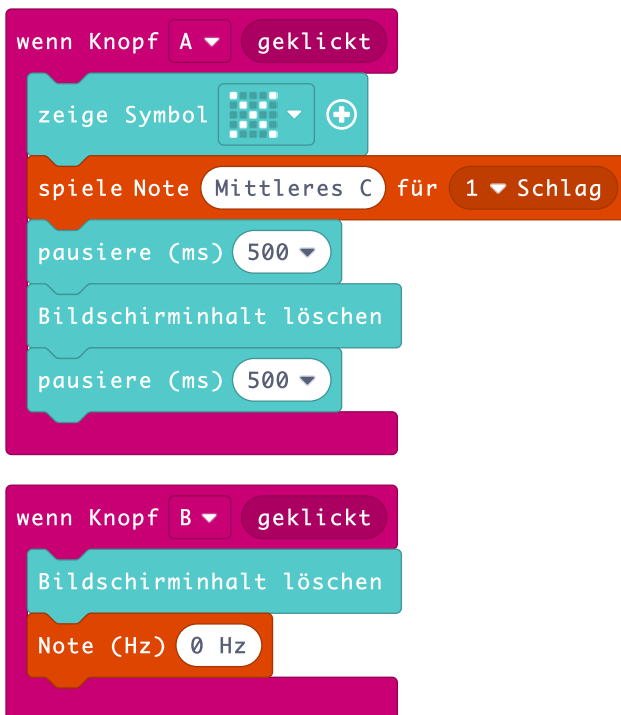 wenn Knopf A geklickt
zeige Symbol
spiele Note Mittleres C für 1 Schlag
pausiere (ms) 500
Bildschirminhalt löschen
pausiere (ms) 500
wenn Knopf B geklickt
Bildschirminhalt löschen
Note (Hz) 0 Hz